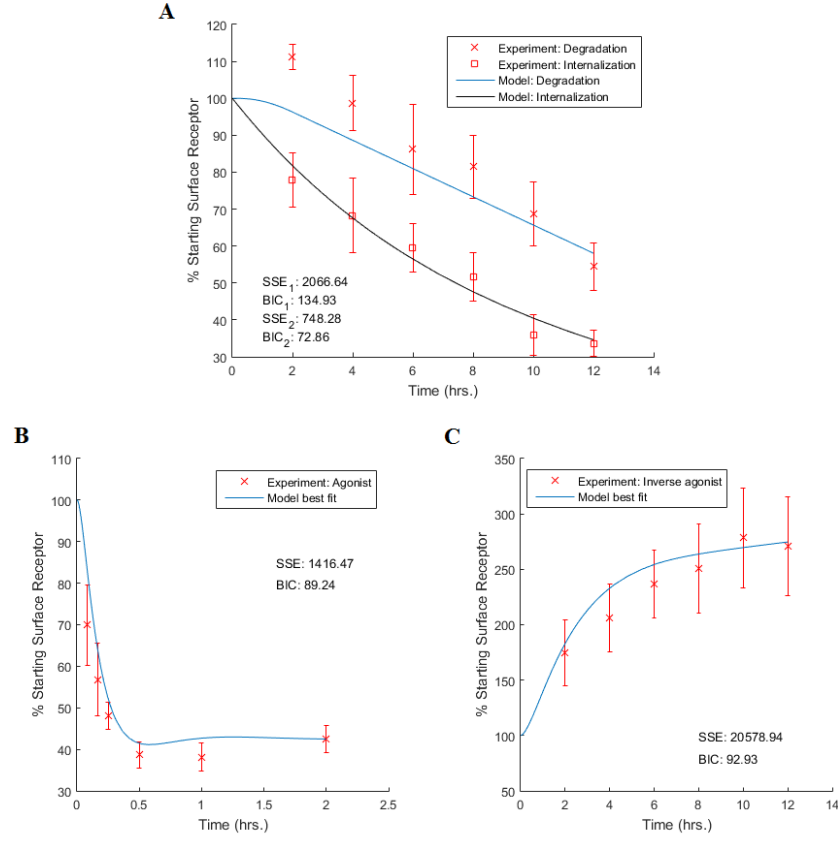 A
Experiment: Degradation
Experiment: Internalization
Model: Degradation
Model: Internalization
% Starting Surface Receptor
120
110
100
90
80
70
60
50
40
30
SSE1: 2066.64
BIC1: 134.93
SSE2: 748.28
BIC2: 72.86
0 2 4 6 8 10 12 14
Time (hrs.)
B
Experiment: Agonist
Model best fit
% Starting Surface Receptor
110
100
90
80
70
60
50
40
30
SSE: 1416.47
BIC: 89.24
0 0.5 1 1.5 2 2.5
Time (hrs.)
C
Experiment: Inverse agonist
Model best fit
% Starting Surface Receptor
350
300
250
200
150
100
50
SSE: 20578.94
BIC: 92.93
0 2 4 6 8 10 12 14
Time (hrs.)